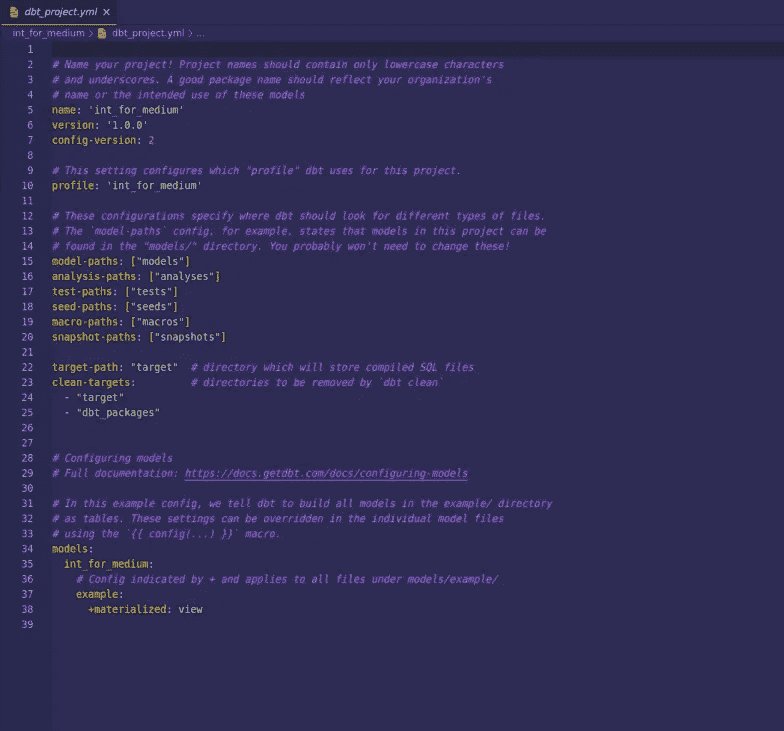 dbt_project.yml ×
int_for_medium > dbt_project.yml > ...
1
2 # Name your project! Project names should contain only lowercase characters
3 # and underscores. A good package name should reflect your organization's
4 # name or the intended use of these models
5 name: 'int_for_medium'
6 version: '1.0.0'
7 config-version: 2
8
9 # This setting configures which "profile" dbt uses for this project.
10 profile: 'int_for_medium'
11
12 # These configurations specify where dbt should look for different types of files.
13 # The `model-paths` config, for example, states that models in this project can be
14 # found in the "models/" directory. You probably won't need to change these!
15 model-paths: ["models"]
16 analysis-paths: ["analyses"]
17 test-paths: ["tests"]
18 seed-paths: ["seeds"]
19 macro-paths: ["macros"]
20 snapshot-paths: ["snapshots"]
21
22 target-path: "target"  # directory which will store compiled SQL files
23 clean-targets:         # directories to be removed by `dbt clean`
24   - "target"
25   - "dbt_packages"
26
27
28 # Configuring models
29 # Full documentation: https://docs.getdbt.com/docs/configuring-models
30
31 # In this example config, we tell dbt to build all models in the example/ directory
32 # as tables. These settings can be overridden in the individual model files
33 # using the `{{ config(...) }}` macro.
34 models:
35   int_for_medium:
36     # Config indicated by + and applies to all files under models/example/
37     example:
38       +materialized: view
39